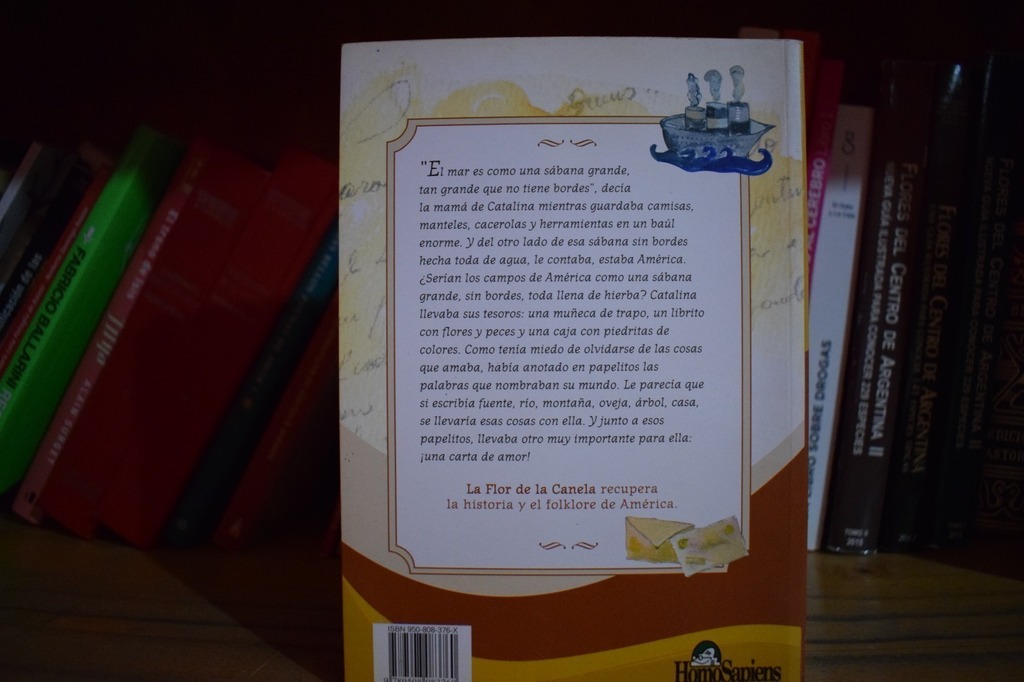 "El mar es como una sábana grande,
tan grande que no tiene bordes", decía
la mamá de Catalina mientras guardaba camisas,
manteles, cacerolas y herramientas en un baúl
enorme. Y del otro lado de esa sábana sin bordes
hecha toda de agua, le contaba, estaba América.
¿Serían los campos de América como una sábana
grande, sin bordes, toda llena de hierba? Catalina
llevaba sus tesoros: una muñeca de trapo, un librito
con flores y peces y una caja con piedritas de
colores. Como tenía miedo de olvidarse de las cosas
que amaba, había anotado en papelitos las
palabras que nombraban su mundo. Le parecía que
si escribía fuente, río, montaña, oveja, árbol, casa,
se llevaría esas cosas con ella. Y junto a esos
papelitos, llevaba otro muy importante para ella:
¡una carta de amor!
La Flor de la Canela recupera
la historia y el folklore de América.
ISBN 950-808-376-X
HomoSapiens
FABRICIO BALLARINI
SOBRE DROGAS
FLORES DEL CENTRO DE ARGENTINA II
NUEVA GUÍA ILUSTRADA PARA CONOCER 229 ESPECIES
FLORES DEL CENTRO DE ARGENTINA
FLORES DEL CENTRO DE ARGENTINA II